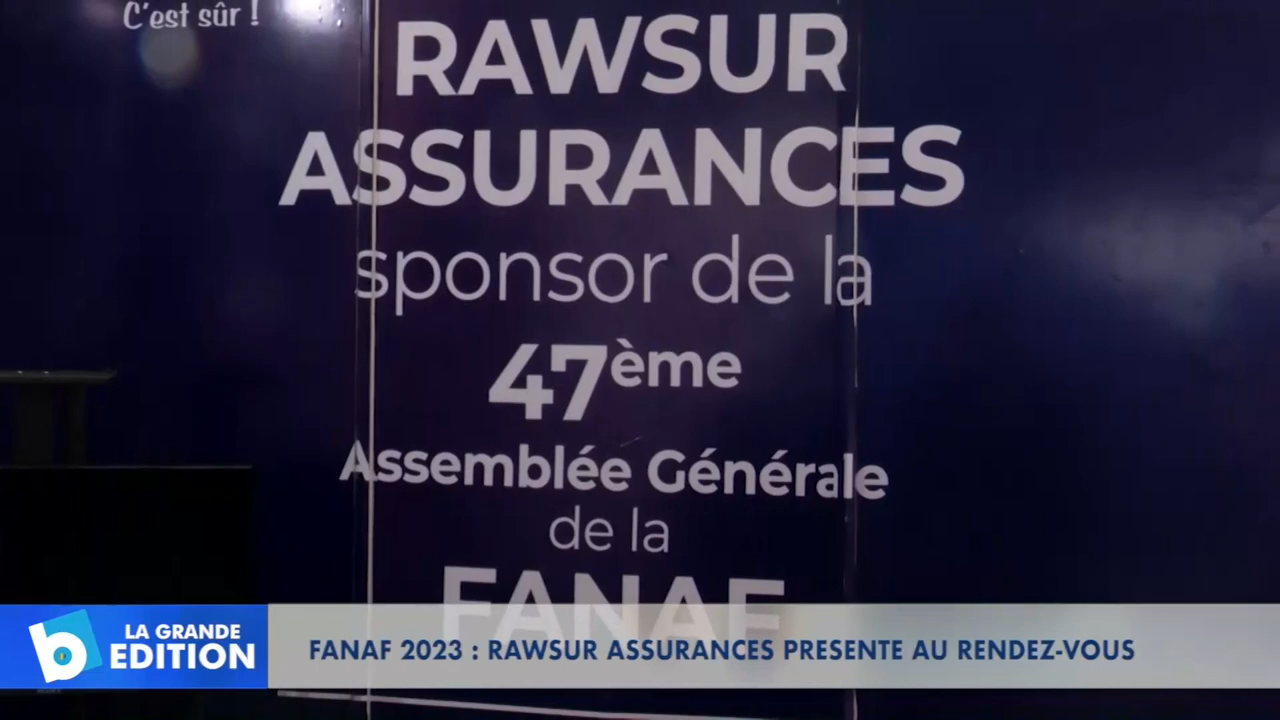 C'est sûr !
RAWSUR
ASSURANCES
sponsor de la
47ème
Assemblée Générale
de la
FANAF
b LA GRANDE
EDITION
FANAF 2023 : RAWSUR ASSURANCES PRESENTE AU RENDEZ-VOUS